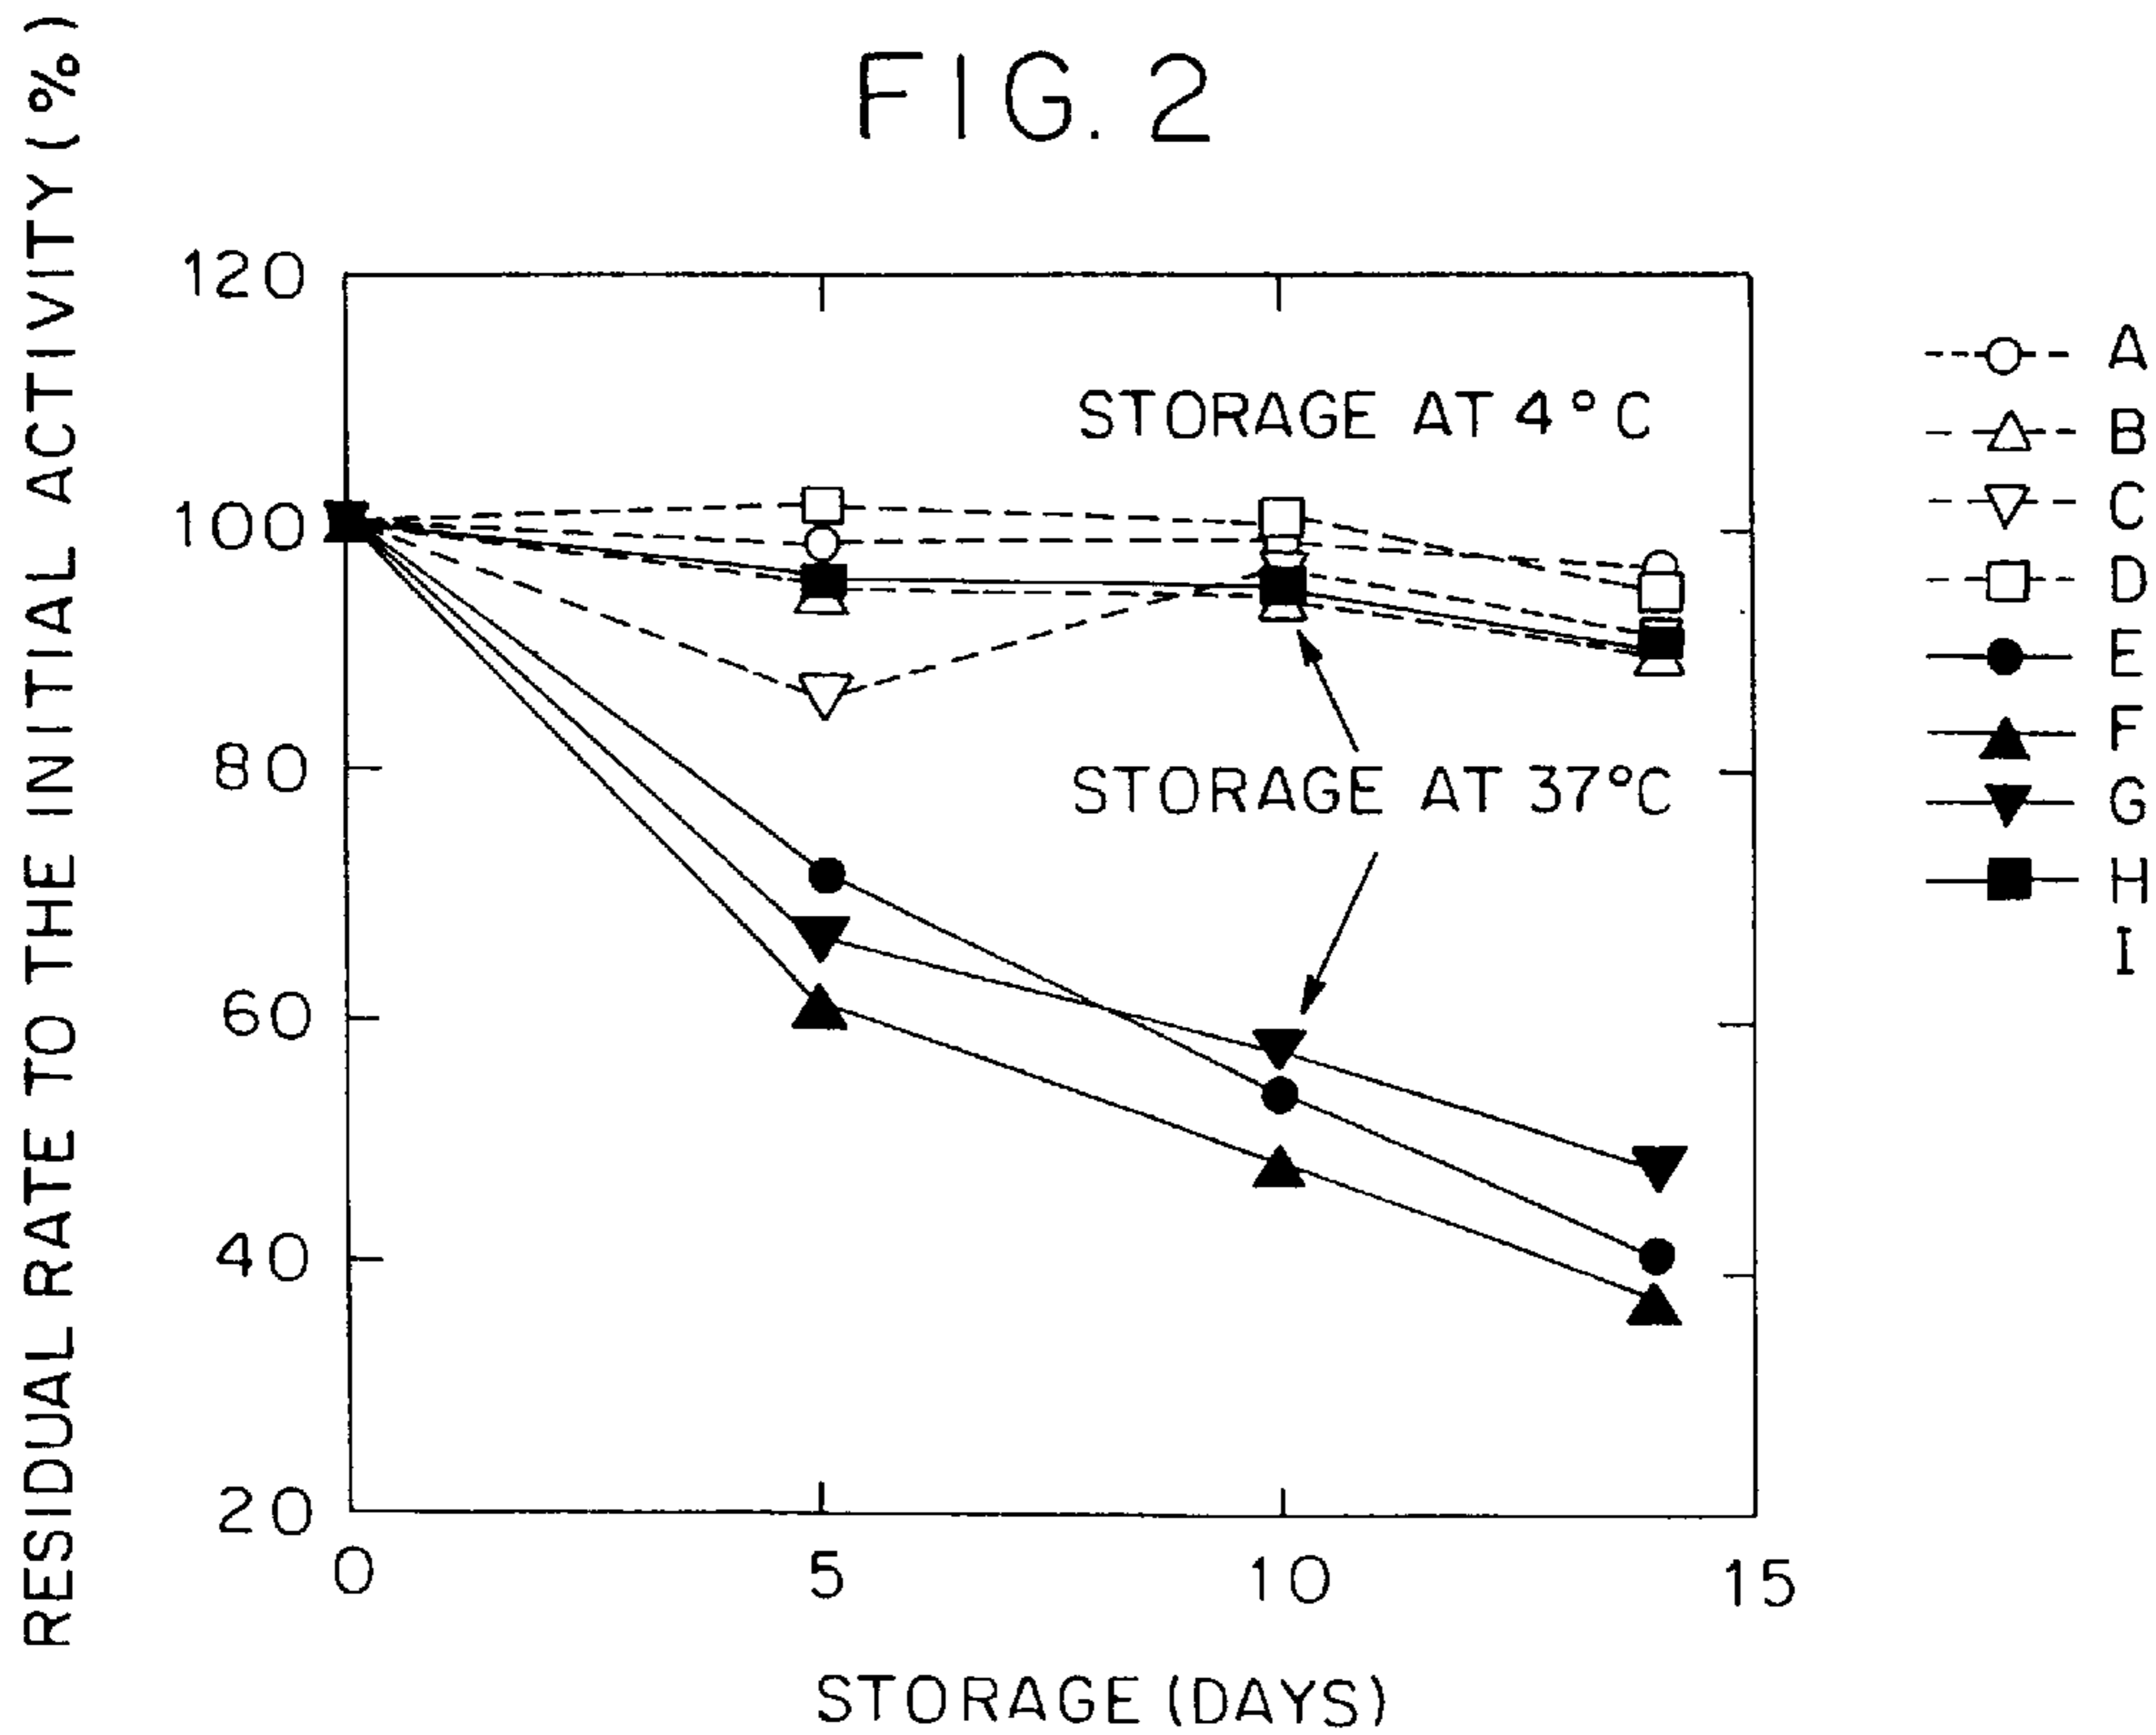 FIG. 2
RESIDUAL RATE TO THE INITIAL ACTIVITY (%)
120
100
80
60
40
20
0
5
10
15
STORAGE (DAYS)
STORAGE AT 4°C
STORAGE AT 37°C
A
B
C
D
E
F
G
H
I